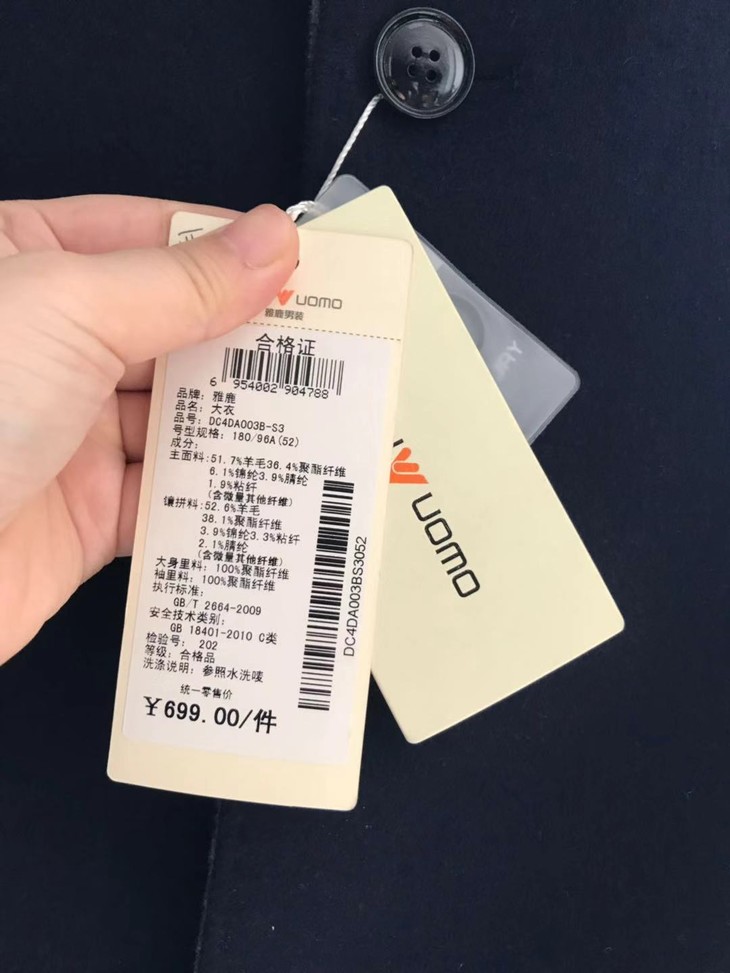 UOMO
雅鹿男装
合格证
6 954002 904788
品牌: 雅鹿
品名: 大衣
品号: DC4DA003B-S3
号型规格: 180/96A(52)
成分:
主面料:51.7%羊毛36.4%聚酯纤维
6.1%锦纶3.9%腈纶
1.9%粘纤
(含微量其他纤维)
镶拼料:52.6%羊毛
38.1%聚酯纤维
3.9%锦纶3.3%粘纤
2.1%腈纶
(含微量其他纤维)
大身里料: 100%聚酯纤维
袖里料: 100%聚酯纤维
执行标准:
GB/T 2664-2009
安全技术类别:
GB 18401-2010 C类
检验号: 202
等级: 合格品
洗涤说明: 参照水洗唛
统一零售价
¥699.00/件
DC4DA003BS3052
UOMO